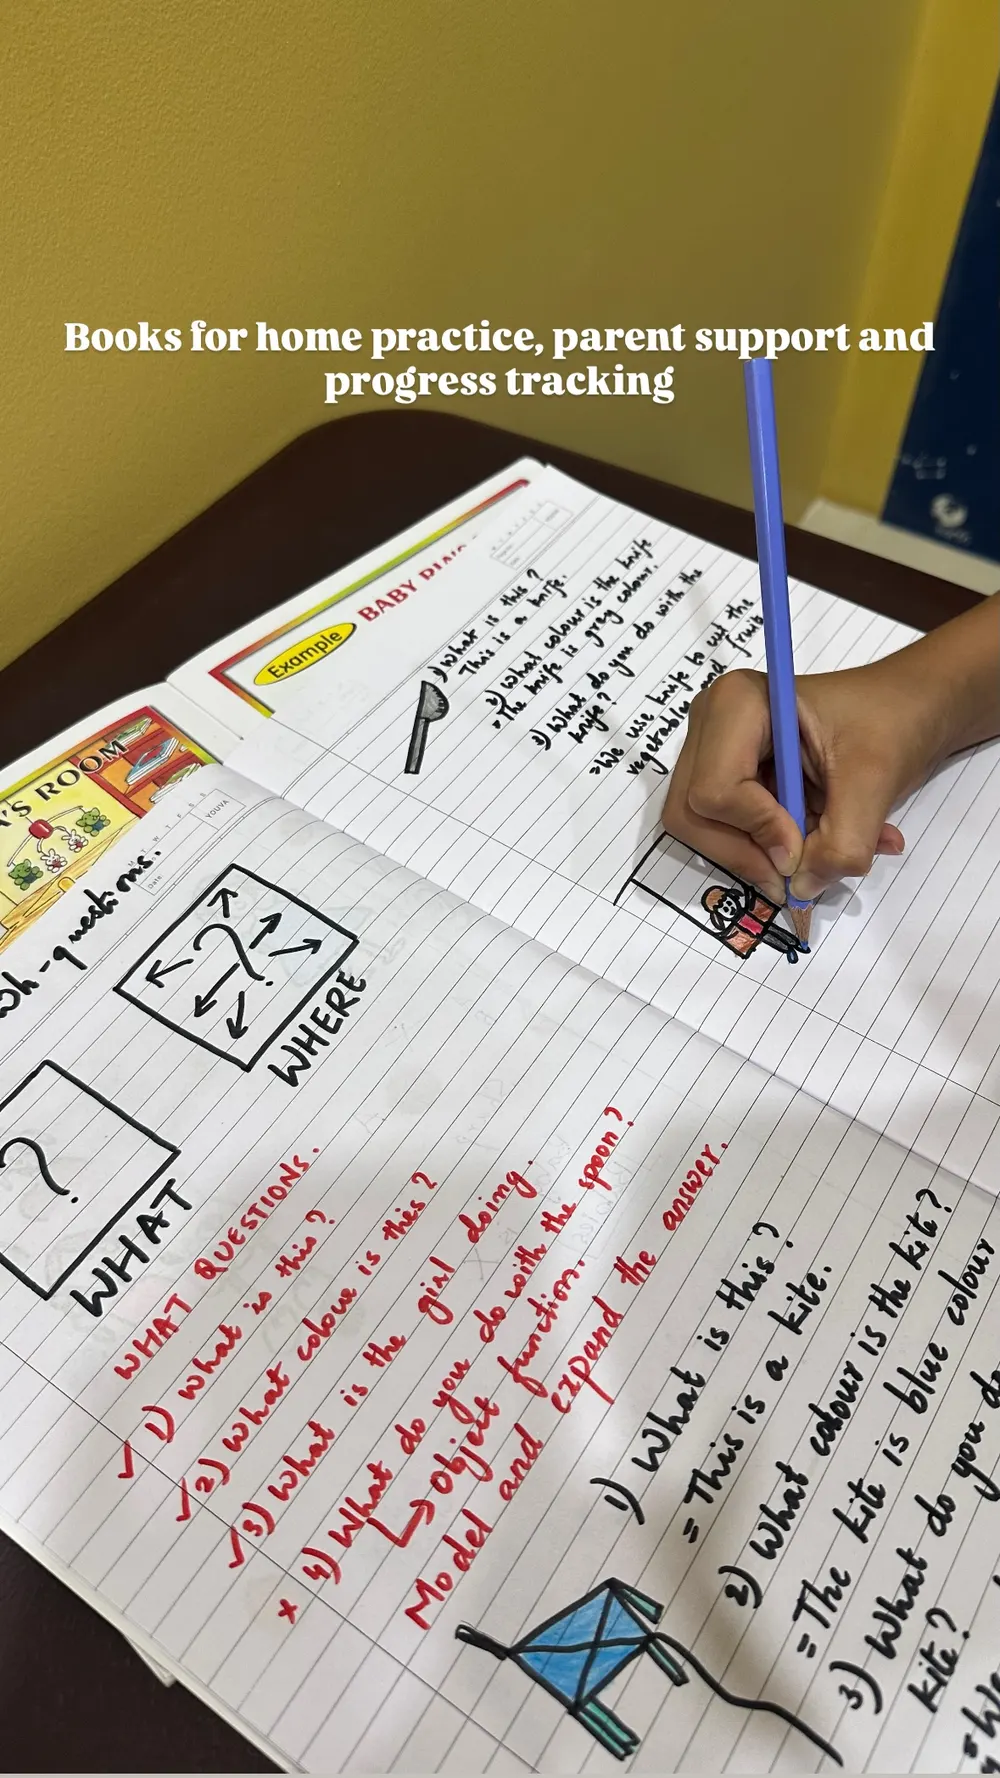 Books for home practice, parent support and
progress tracking
Example
BABY
1) What is this?
This is a knife.
2) What colour is the knife
= The knife is grey colour.
3) What do you do with the
knife?
= We use knife to cut the
vegetables and fruits
'S ROOM
YOUVA
Date
Wh-questions.
?
WHERE
?
WHAT
WHAT QUESTIONS.
✓ 1) What is this?
✓ 2) What colour is this?
✓ 3) What is the girl doing.
x 4) What do you do with the spoon?
↳ Object function.
Model and expand the answer.
1) What is this?
= This is a kite.
2) What colour is the kite?
= The kite is blue colour
3) What do you do
kite?